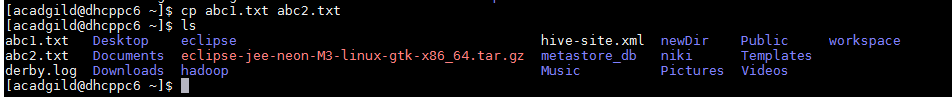 [acadgild@dhcppc6 ~]$ cp abc1.txt abc2.txt
[acadgild@dhcppc6 ~]$ ls
abc1.txt   Desktop    eclipse                                    hive-site.xml  newDir    Public     workspace
abc2.txt   Documents  eclipse-jee-neon-M3-linux-gtk-x86_64.tar.gz  metastore_db   niki      Templates
derby.log  Downloads  hadoop                                     Music          Pictures  Videos
[acadgild@dhcppc6 ~]$